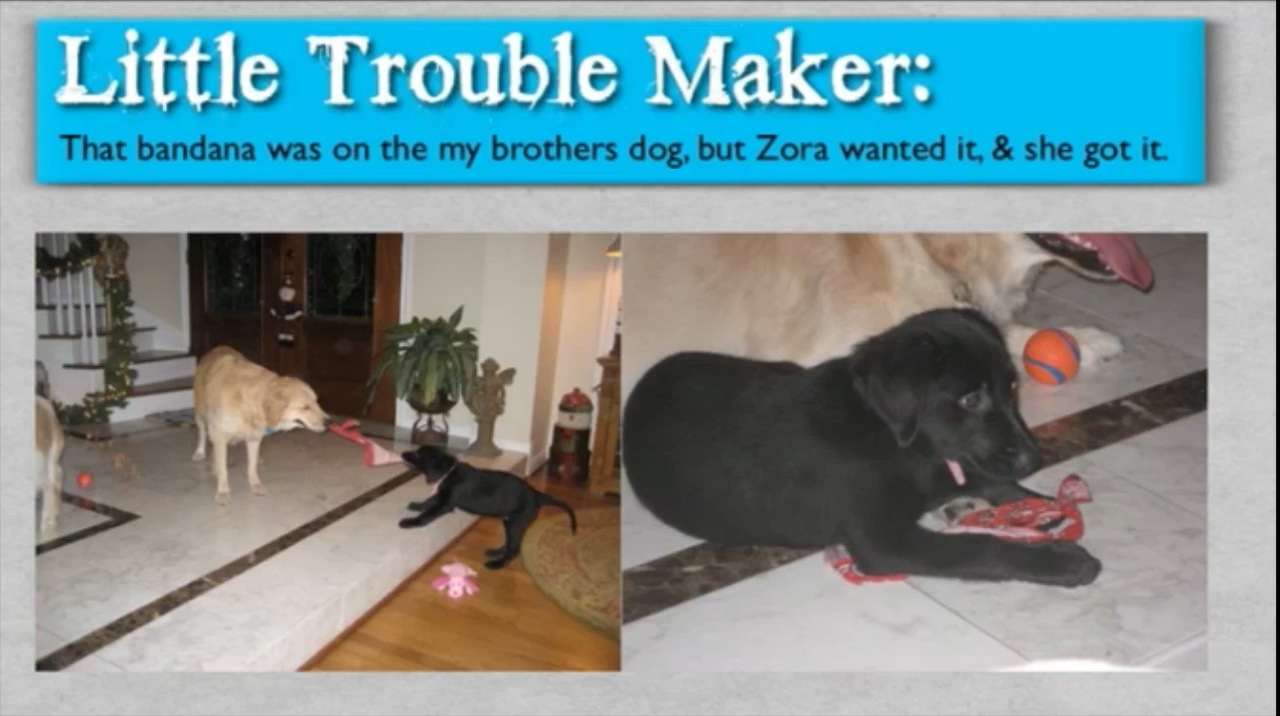 Little Trouble Maker:
That bandana was on the my brothers dog, but Zora wanted it, & she got it.